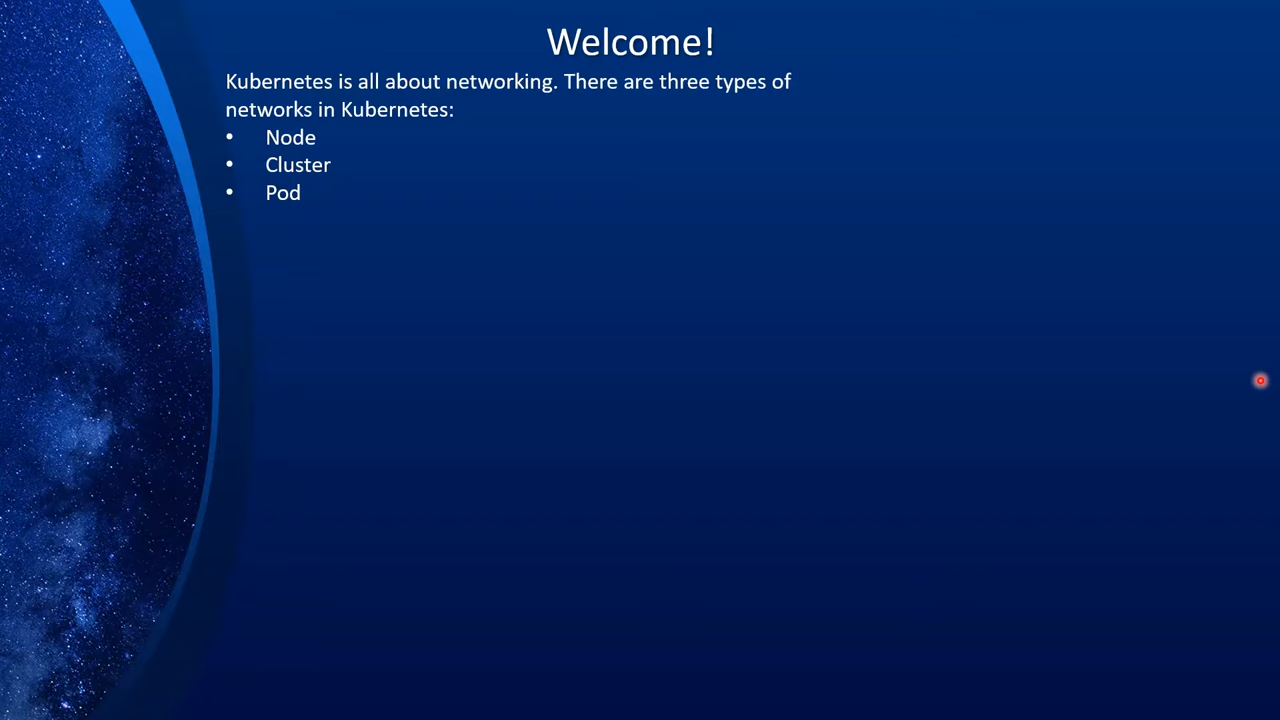 Welcome!
Kubernetes is all about networking. There are three types of
networks in Kubernetes:
• Node
• Cluster
• Pod